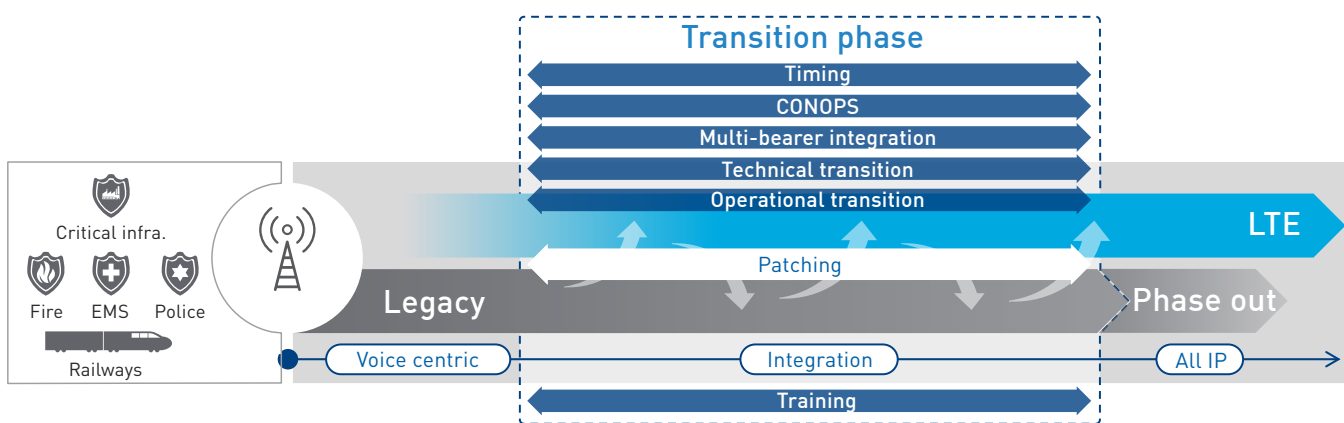 Transition phase
Timing
CONOPS
Multi-bearer integration
Technical transition
Operational transition
Critical infra.
LTE
Patching
Fire EMS Police
Legacy
Phase out
Railways
Voice centric
Integration
All IP
Training